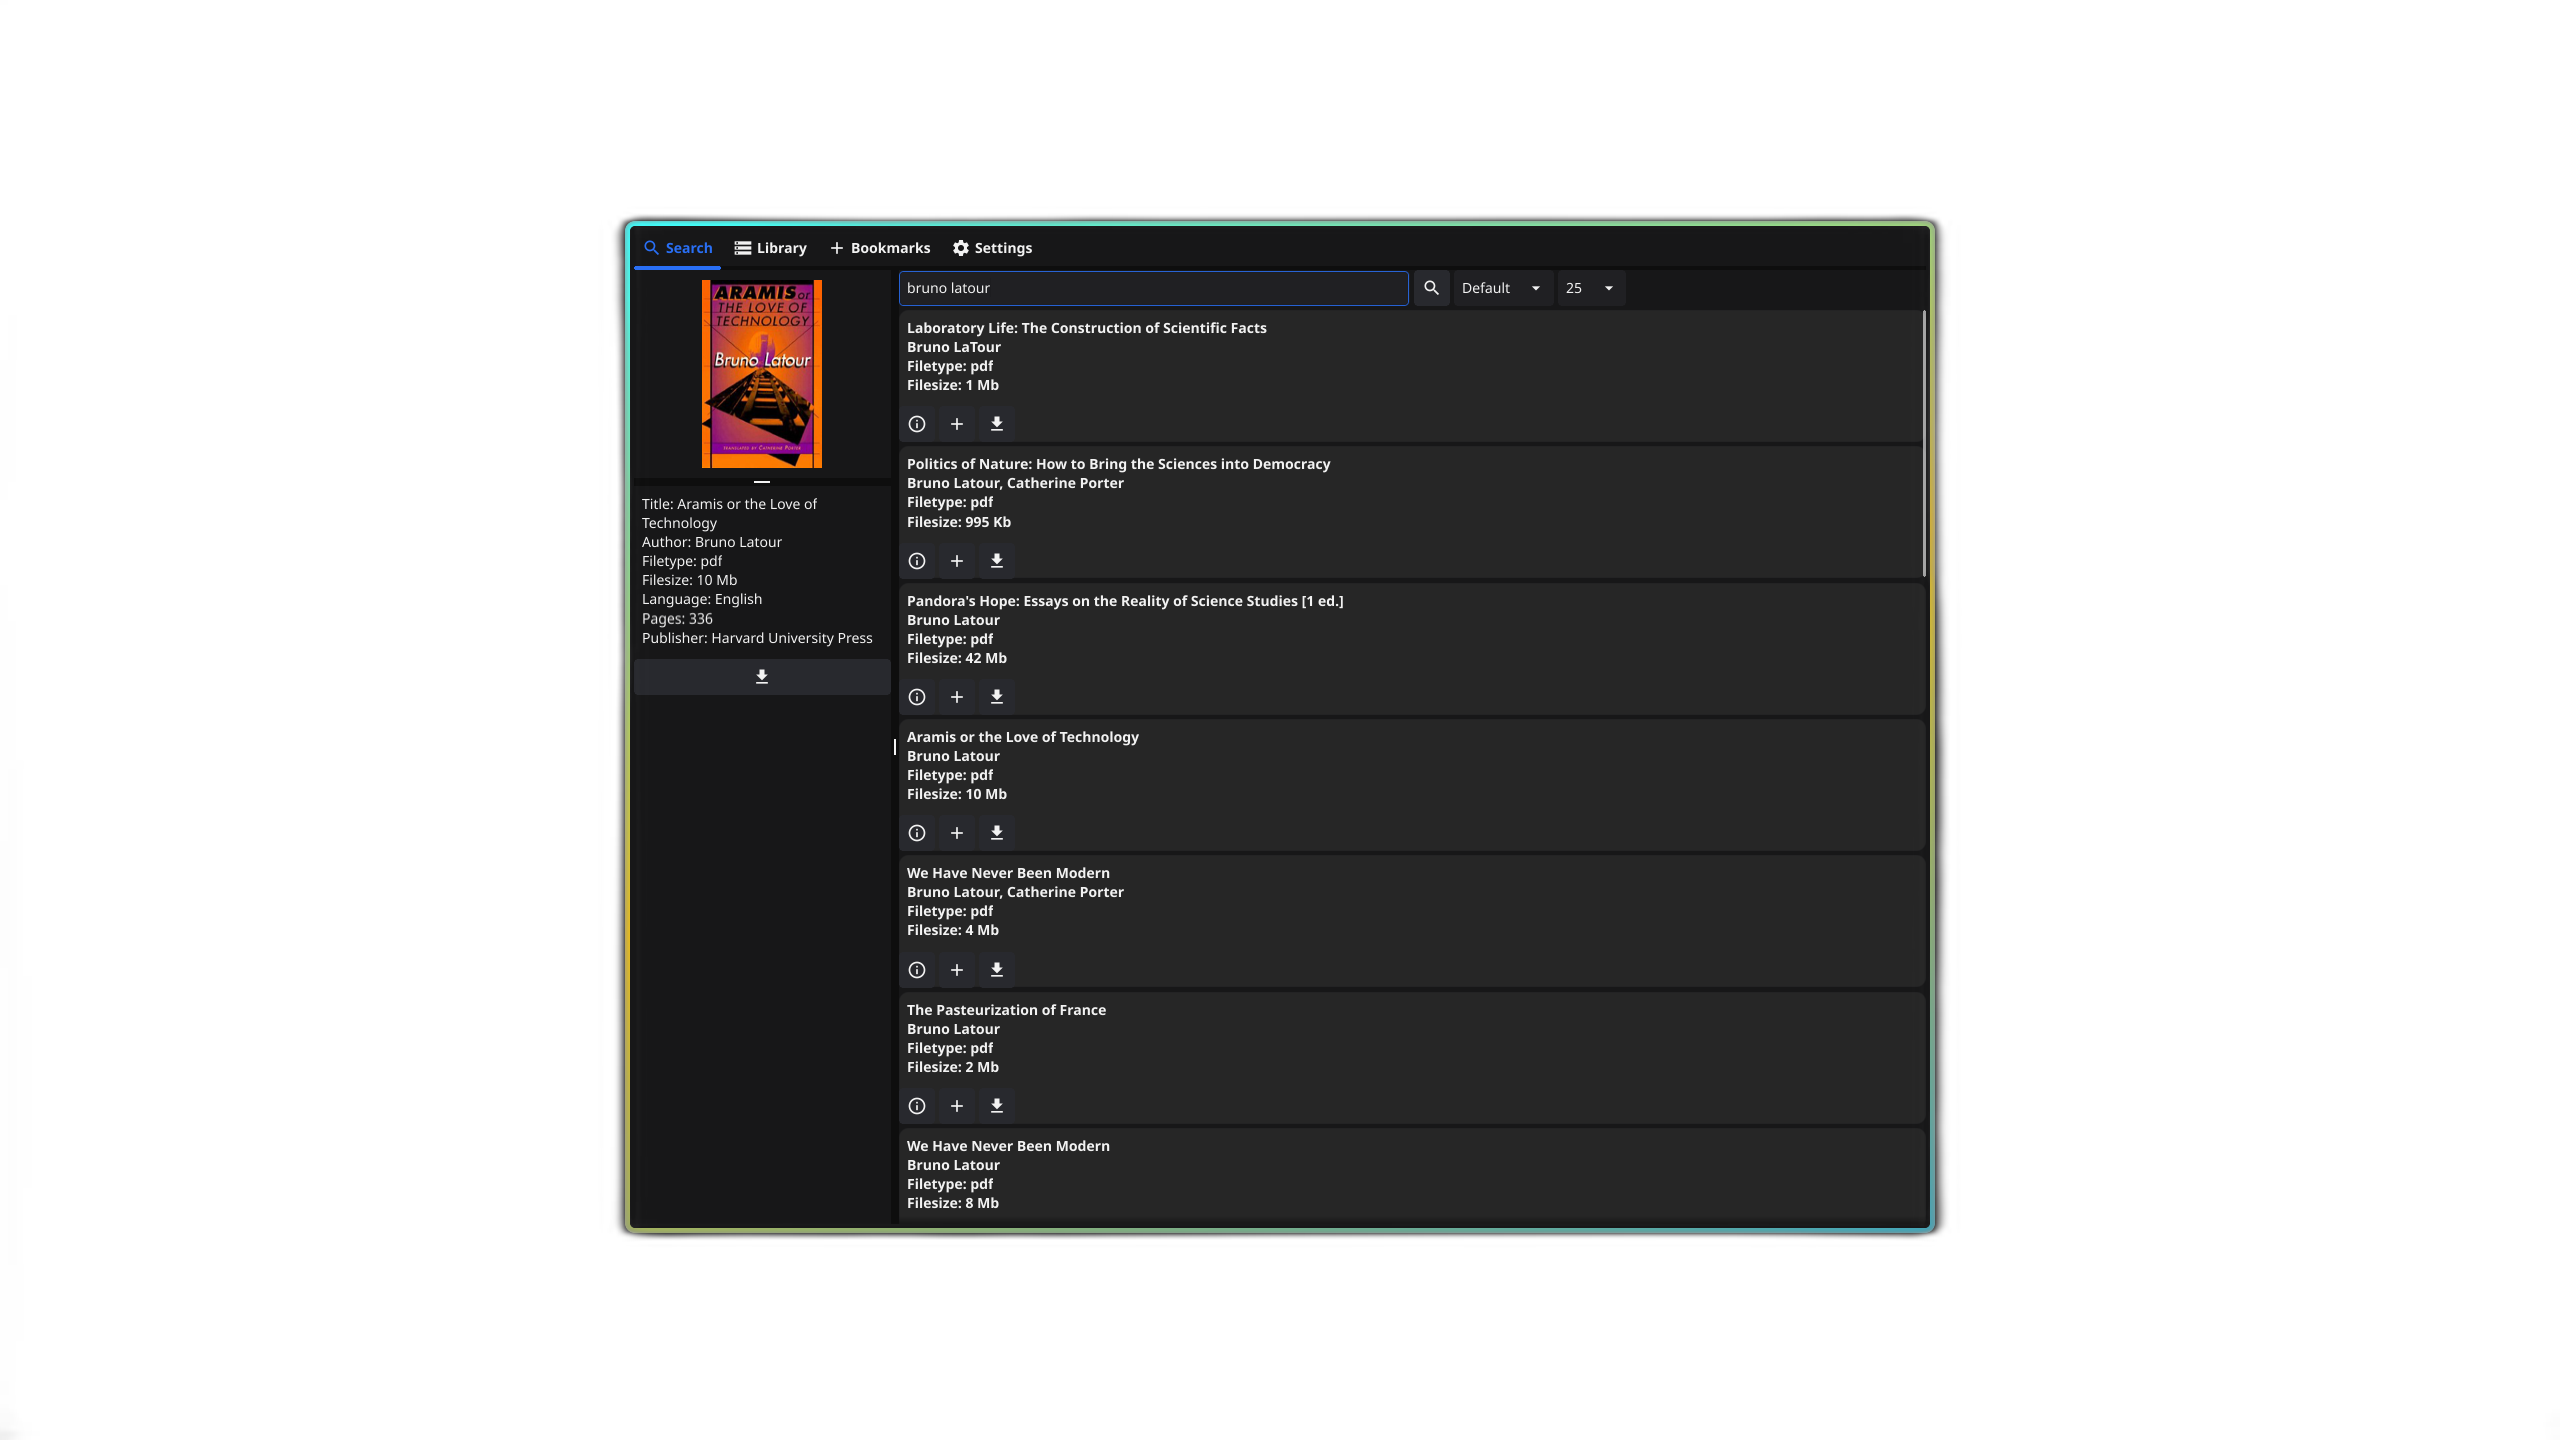 Search
Library
Bookmarks
Settings
ARAMIS or
THE LOVE OF
TECHNOLOGY
Bruno Latour
TRANSLATED BY CATHERINE PORTER
Title: Aramis or the Love of
Technology
Author: Bruno Latour
Filetype: pdf
Filesize: 10 Mb
Language: English
Pages: 336
Publisher: Harvard University Press
bruno latour
Default
25
Laboratory Life: The Construction of Scientific Facts
Bruno LaTour
Filetype: pdf
Filesize: 1 Mb
Politics of Nature: How to Bring the Sciences into Democracy
Bruno Latour, Catherine Porter
Filetype: pdf
Filesize: 995 Kb
Pandora's Hope: Essays on the Reality of Science Studies [1 ed.]
Bruno Latour
Filetype: pdf
Filesize: 42 Mb
Aramis or the Love of Technology
Bruno Latour
Filetype: pdf
Filesize: 10 Mb
We Have Never Been Modern
Bruno Latour, Catherine Porter
Filetype: pdf
Filesize: 4 Mb
The Pasteurization of France
Bruno Latour
Filetype: pdf
Filesize: 2 Mb
We Have Never Been Modern
Bruno Latour
Filetype: pdf
Filesize: 8 Mb